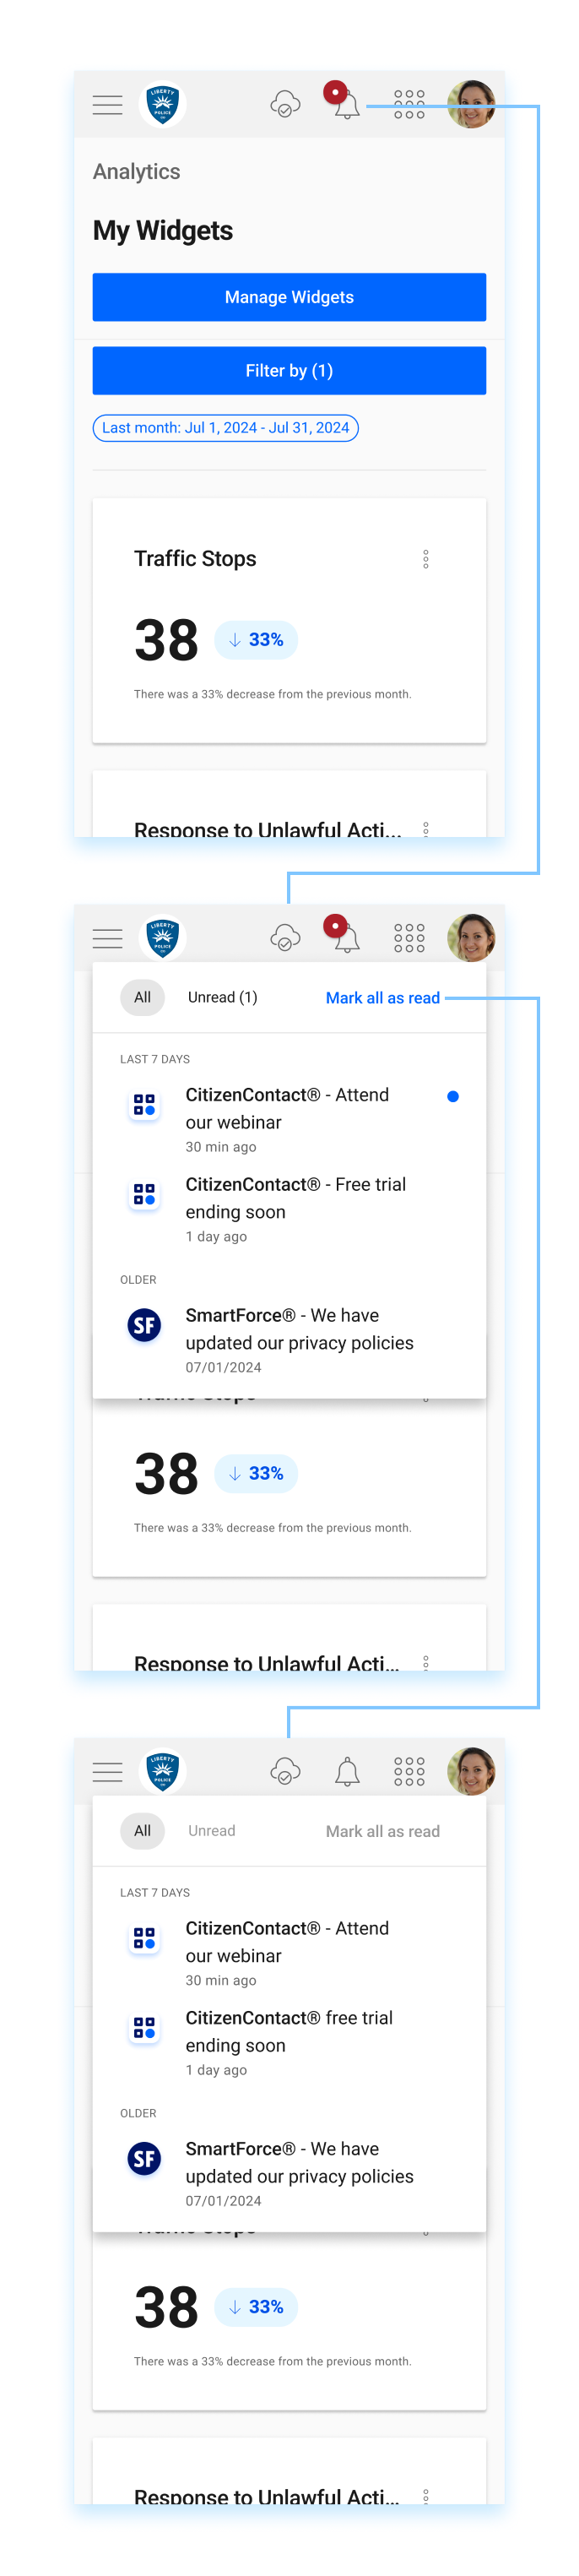 LIBERTY
POLICE
Analytics
My Widgets
Manage Widgets
Filter by (1)
Last month: Jul 1, 2024 - Jul 31, 2024
Traffic Stops
38
33%
There was a 33% decrease from the previous month.
Response to Unlawful Acti...
LIBERTY
POLICE
All
Unread (1)
Mark all as read
LAST 7 DAYS
CitizenContact® - Attend
our webinar
30 min ago
CitizenContact® - Free trial
ending soon
1 day ago
OLDER
SF
SmartForce® - We have
updated our privacy policies
07/01/2024
Traffic Stops
38
33%
There was a 33% decrease from the previous month.
Response to Unlawful Acti...
LIBERTY
POLICE
All
Unread
Mark all as read
LAST 7 DAYS
CitizenContact® - Attend
our webinar
30 min ago
CitizenContact® free trial
ending soon
1 day ago
OLDER
SF
SmartForce® - We have
updated our privacy policies
07/01/2024
Traffic Stops
38
33%
There was a 33% decrease from the previous month.
Response to Unlawful Acti...